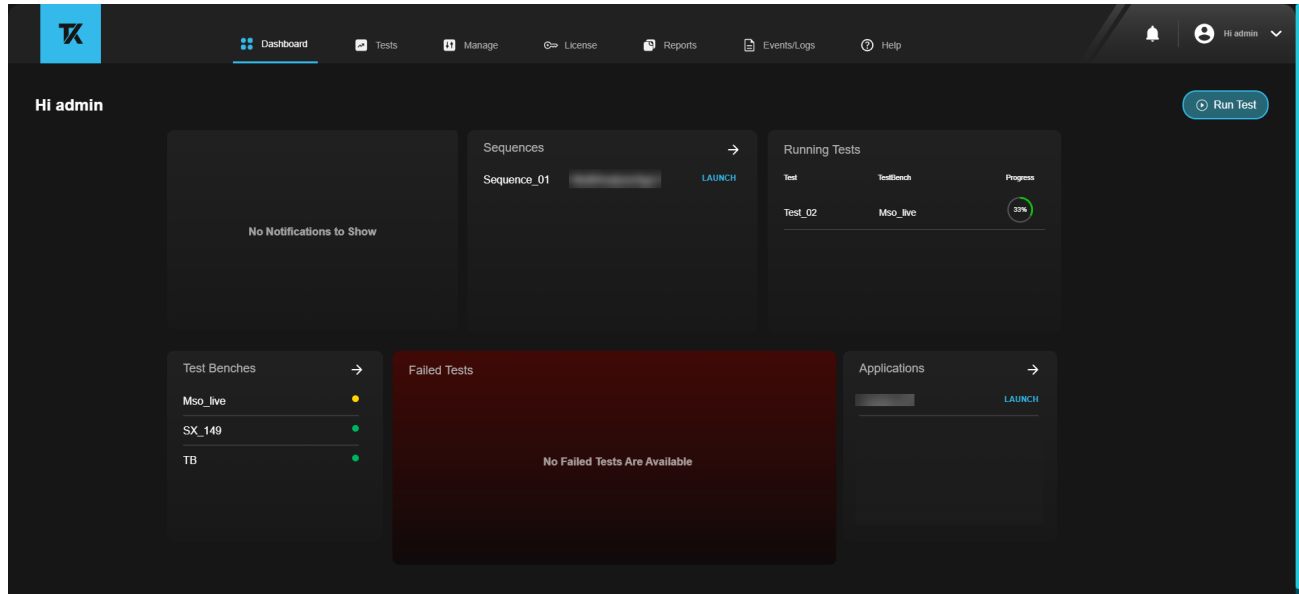 TK
Dashboard
Tests
Manage
License
Reports
Events/Logs
Help
Hi admin
Hi admin
Run Test
No Notifications to Show
Sequences
Sequence_01
LAUNCH
Running Tests
Test TestBench Progress
Test_02 Mso_live 33%
Test Benches
Mso_live
SX_149
TB
Failed Tests
No Failed Tests Are Available
Applications
LAUNCH